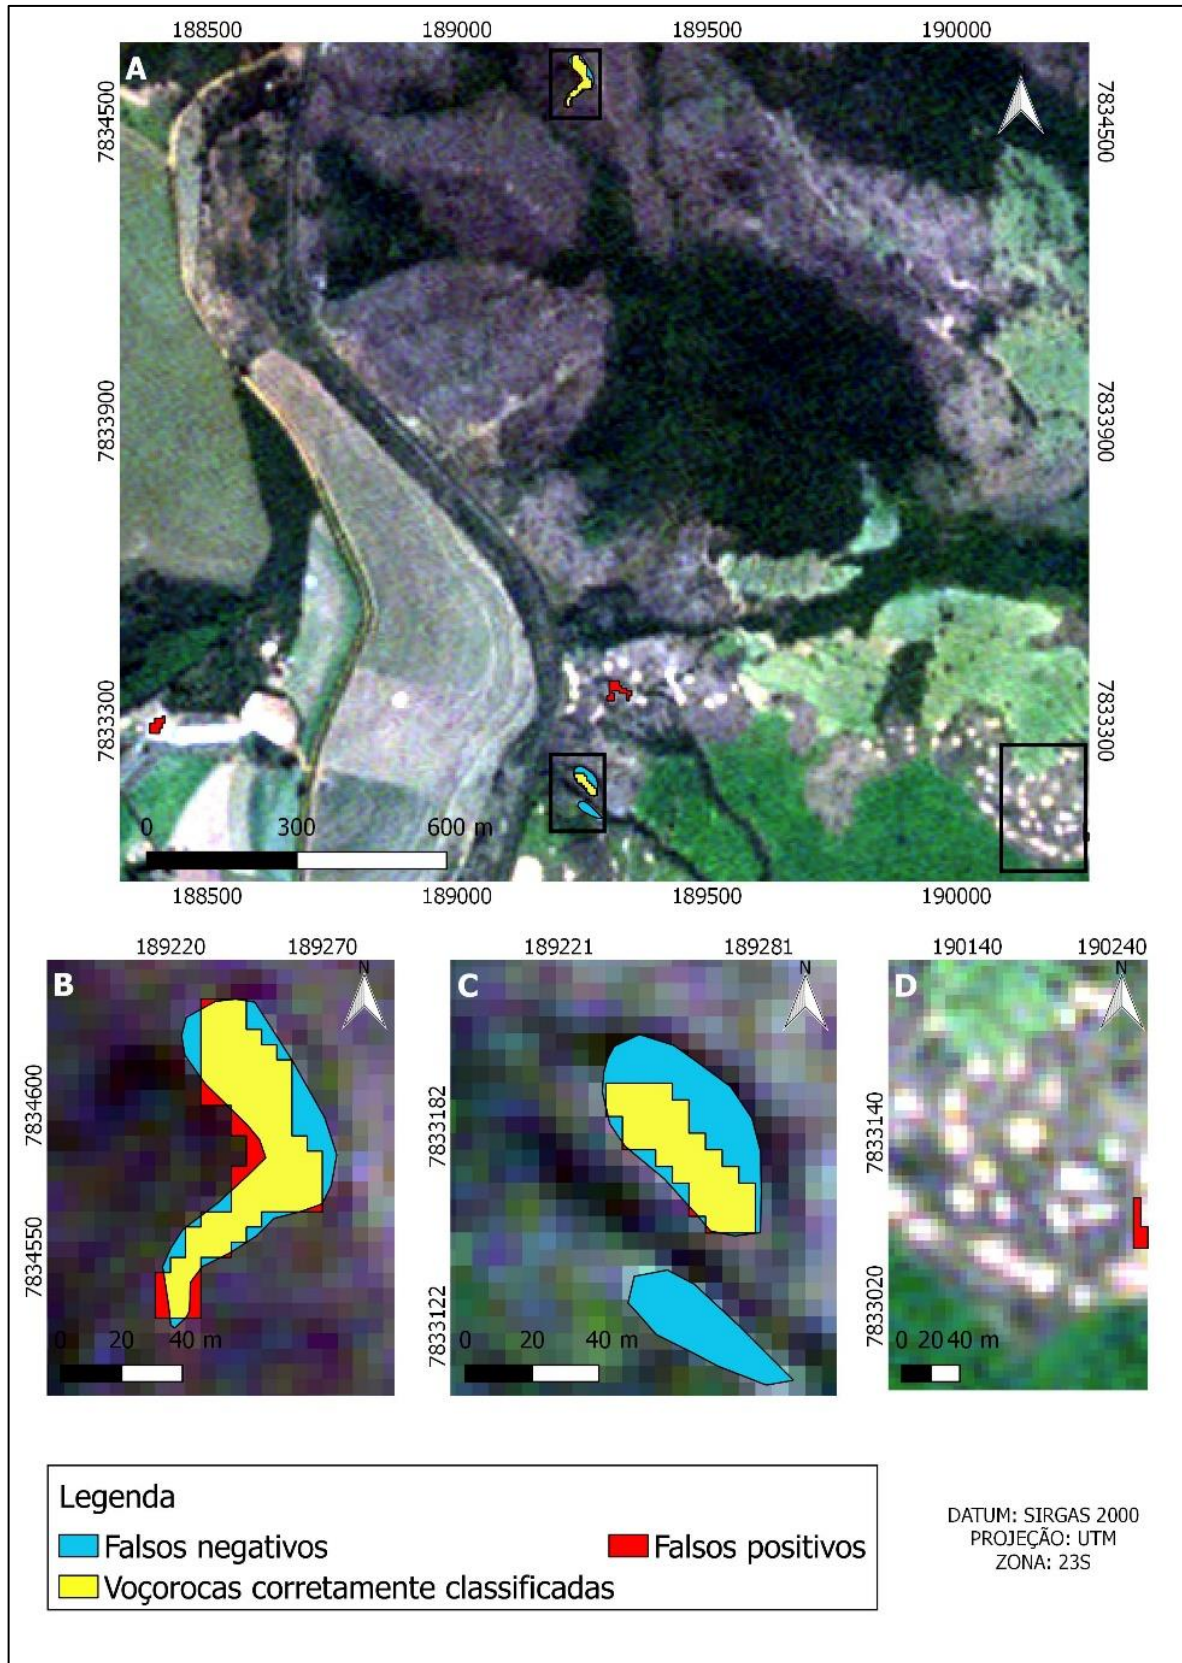 188500 189000 189500 190000
A
7834500 7834500
7833900 7833900
7833300 7833300
0 300 600 m
188500 189000 189500 190000
189220 189270 189221 189281 190140 190240
B N C N D N
7834600 7833182 7833140
7834550 7833122 7833020
0 20 40 m 0 20 40 m 0 20 40 m
Legenda
Falsos negativos Falsos positivos
Voçorocas corretamente classificadas
DATUM: SIRGAS 2000
PROJEÇÃO: UTM
ZONA: 23S